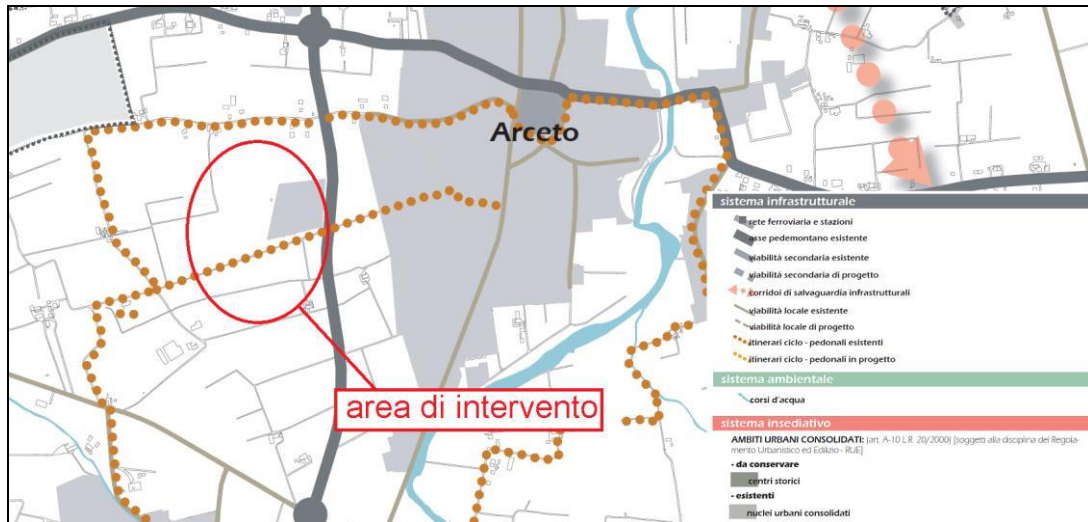 Arceto
area di intervento
sistema infrastrutturale
rete ferroviaria e stazioni
asse pedemontano esistente
viabilità secondaria esistente
viabilità secondaria di progetto
corridoi di salvaguardia infrastrutturali
viabilità locale esistente
viabilità locale di progetto
itinerari ciclo - pedonali esistenti
itinerari ciclo - pedonali in progetto
sistema ambientale
corsi d'acqua
sistema insediativo
AMBITI URBANI CONSOLIDATI: (art. A-10 L.R. 20/2000) [soggetti alla disciplina del Regola-
mento Urbanistico ed Edilizio - RUE]
- da conservare
centri storici
- esistenti
nuclei urbani consolidati